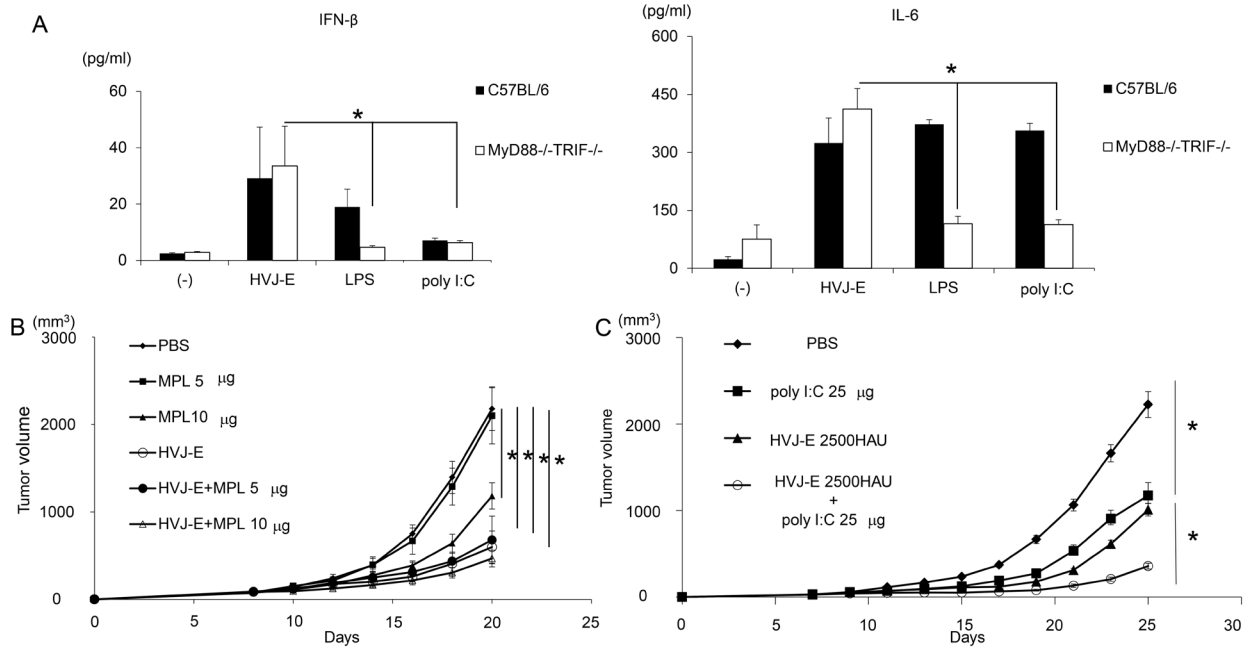 A
IFN-β
(pg/ml)
60
40
20
0
(-)
HVJ-E
LPS
poly I:C
*
C57BL/6
MyD88-/-TRIF-/-
IL-6
(pg/ml)
600
450
300
150
0
(-)
HVJ-E
LPS
poly I:C
*
C57BL/6
MyD88-/-TRIF-/-
B
(mm³)
3000
2000
1000
0
Tumor volume
0
5
10
15
20
25
Days
PBS
MPL 5 μg
MPL10 μg
HVJ-E
HVJ-E+MPL 5 μg
HVJ-E+MPL 10 μg
* * * *
C
(mm³)
3000
2000
1000
0
Tumor volume
0
5
10
15
20
25
30
Days
PBS
poly I:C 25 μg
HVJ-E 2500HAU
HVJ-E 2500HAU
+
poly I:C 25 μg
*
*